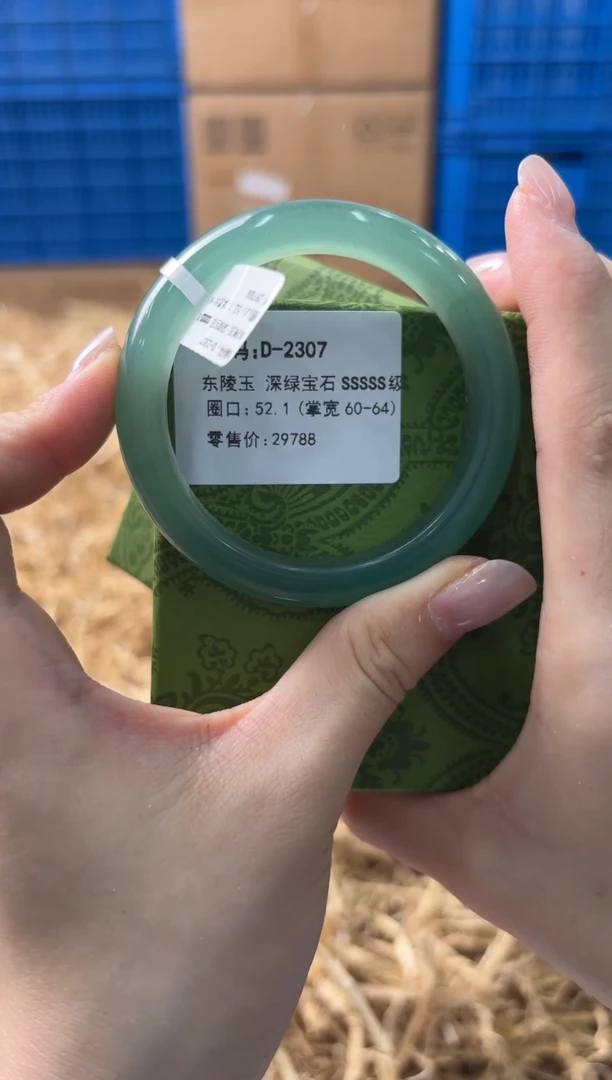 码:D-2307
东陵玉 深绿宝石 SSSSS级
圈口: 52.1 (掌宽 60-64)
零售价:29788